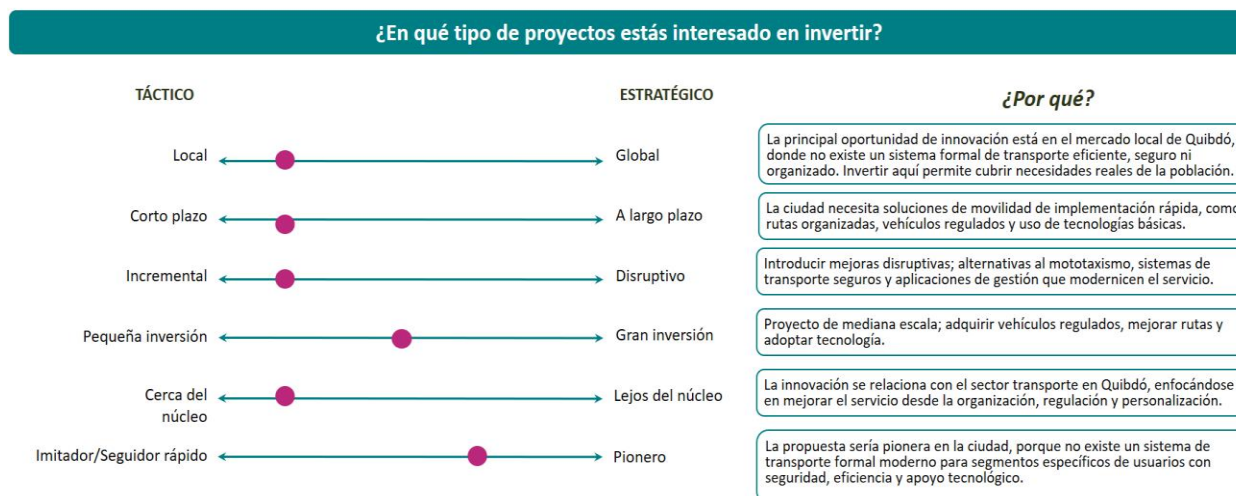 ¿En qué tipo de proyectos estás interesado en invertir?
TÁCTICO
ESTRATÉGICO
¿Por qué?
Local
Global
La principal oportunidad de innovación está en el mercado local de Quibdó,
donde no existe un sistema formal de transporte eficiente, seguro ni
organizado. Invertir aquí permite cubrir necesidades reales de la población.
Corto plazo
A largo plazo
La ciudad necesita soluciones de movilidad de implementación rápida, como
rutas organizadas, vehículos regulados y uso de tecnologías básicas.
Incremental
Disruptivo
Introducir mejoras disruptivas; alternativas al mototaxismo, sistemas de
transporte seguros y aplicaciones de gestión que modernicen el servicio.
Pequeña inversión
Gran inversión
Proyecto de mediana escala; adquirir vehículos regulados, mejorar rutas y
adoptar tecnología.
Cerca del
núcleo
Lejos del núcleo
La innovación se relaciona con el sector transporte en Quibdó, enfocándose
en mejorar el servicio desde la organización, regulación y personalización.
Imitador/Seguidor rápido
Pionero
La propuesta sería pionera en la ciudad, porque no existe un sistema de
transporte formal moderno para segmentos específicos de usuarios con
seguridad, eficiencia y apoyo tecnológico.